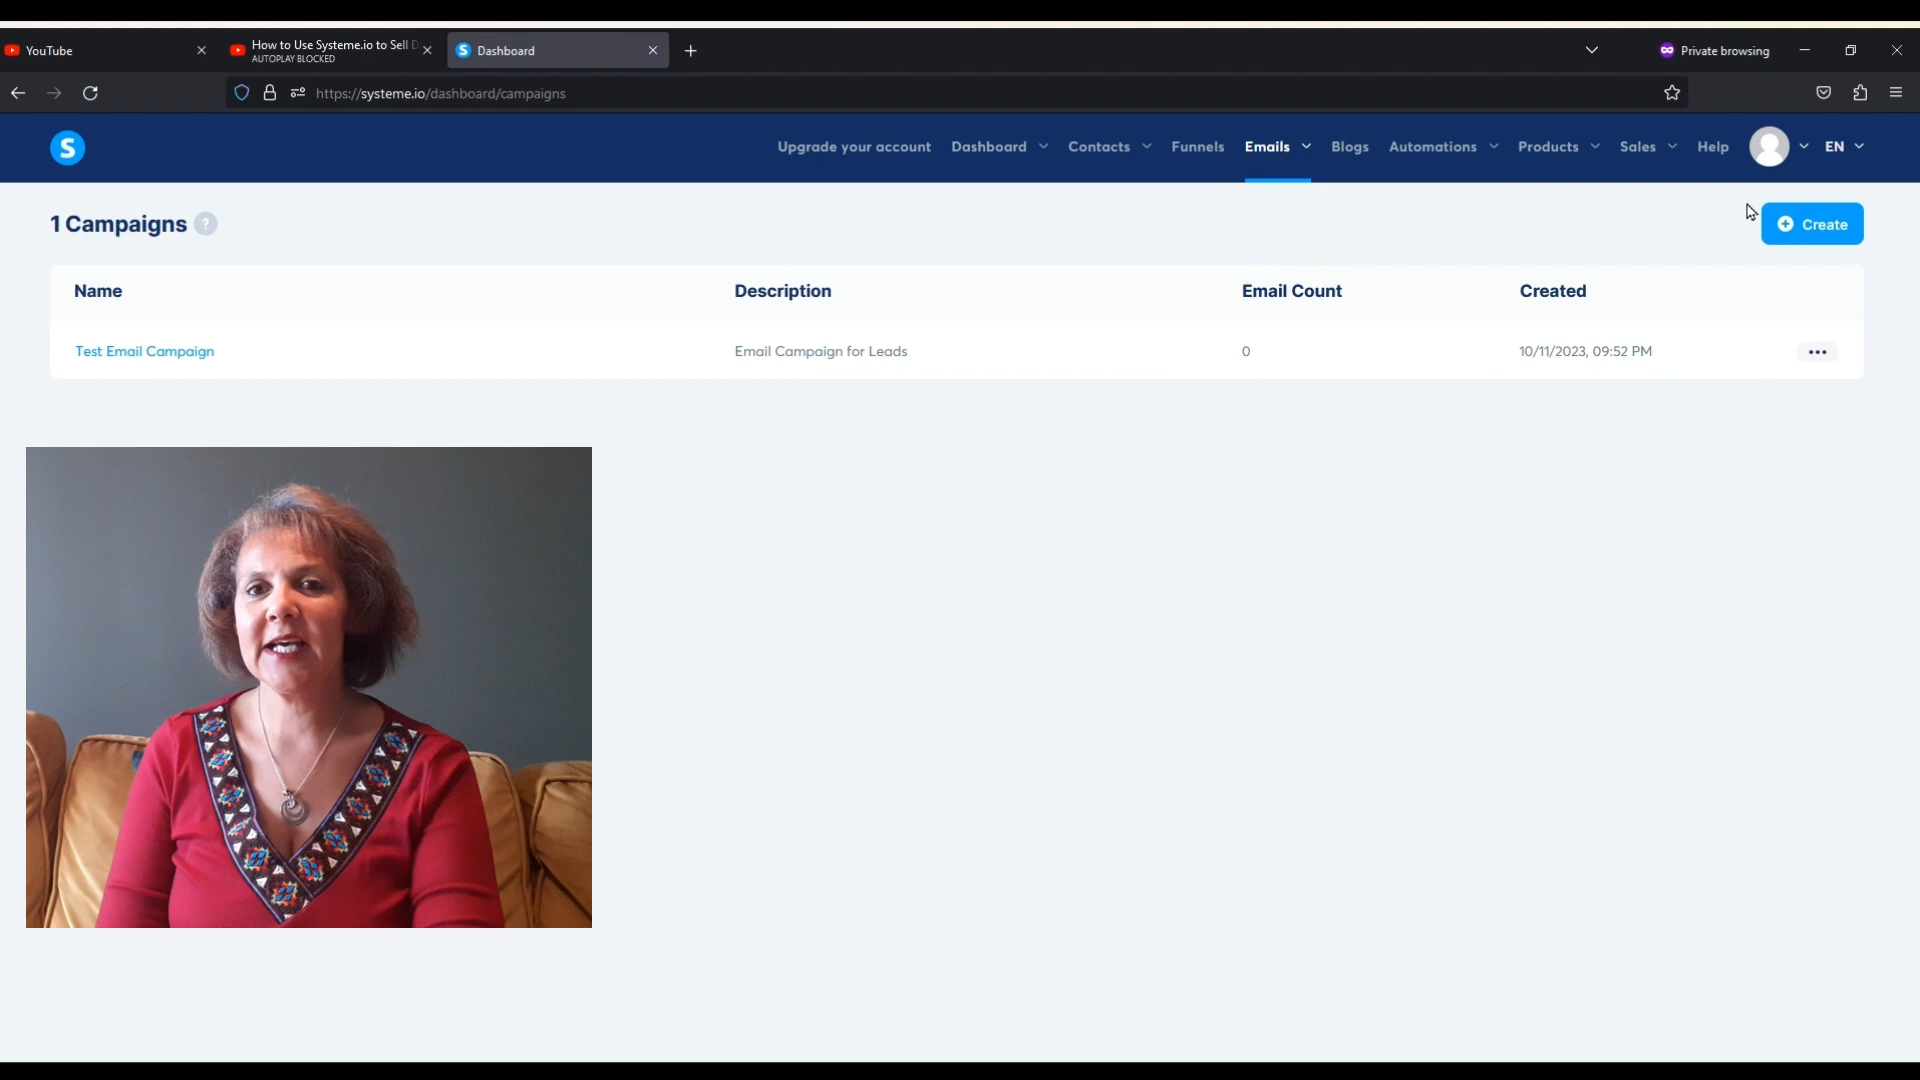 YouTube
How to Use Systeme.io to Sell D
AUTOPLAY BLOCKED
S Dashboard
Private browsing
https://systeme.io/dashboard/campaigns
S
Upgrade your account Dashboard Contacts Funnels Emails Blogs Automations Products Sales Help EN
1 Campaigns ?
Create
Name Description Email Count Created
Test Email Campaign Email Campaign for Leads 0 10/11/2023, 09:52 PM